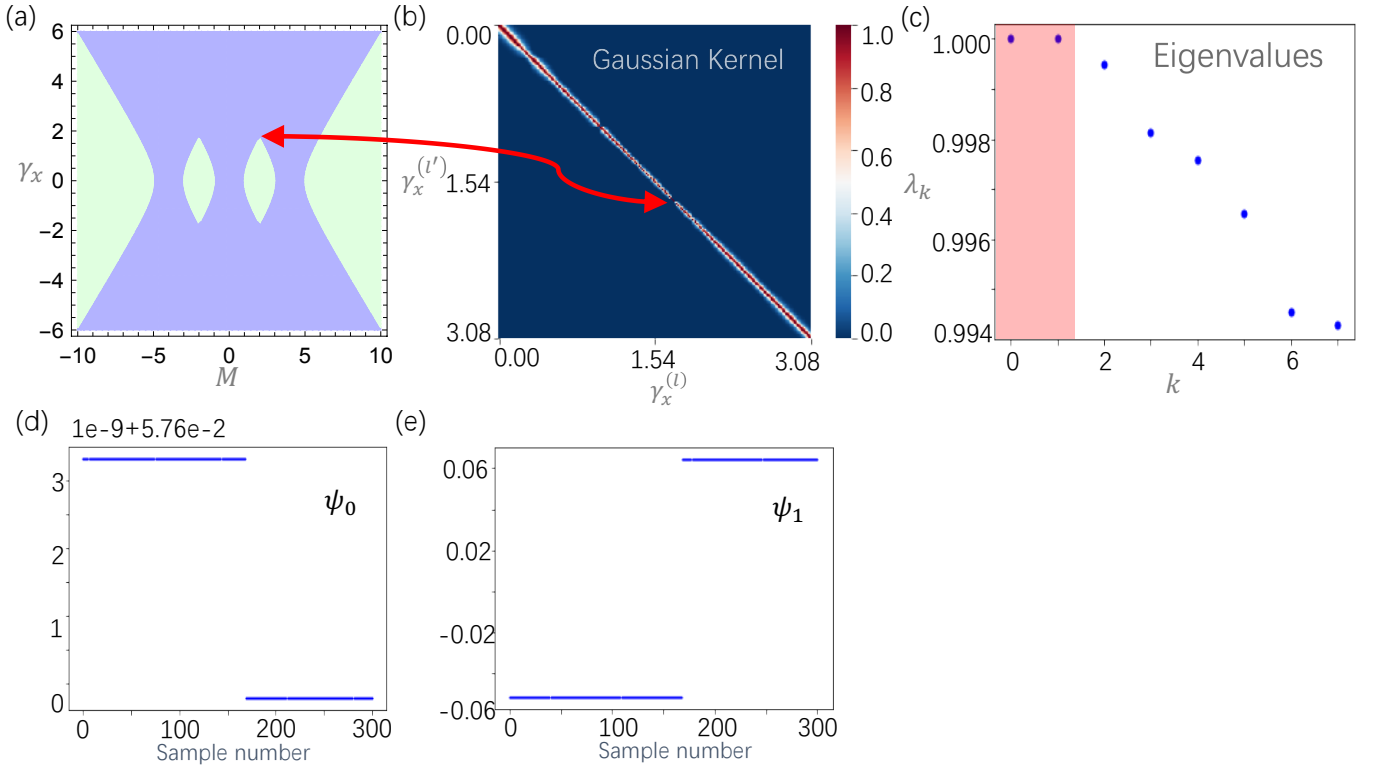 (a)
6
4
2
0
−2
−4
−6
γx
−10 −5 0 5 10
M
(b)
0.00
1.54
3.08
γx^(l′)
Gaussian Kernel
0.00 1.54 3.08
γx^(l)
1.0
0.8
0.6
0.4
0.2
0.0
(c)
1.000
0.998
0.996
0.994
λk
Eigenvalues
0 2 4 6
k
(d)
1e-9+5.76e-2
3
2
1
0
ψ0
0 100 200 300
Sample number
(e)
0.06
0.02
-0.02
-0.06
ψ1
0 100 200 300
Sample number